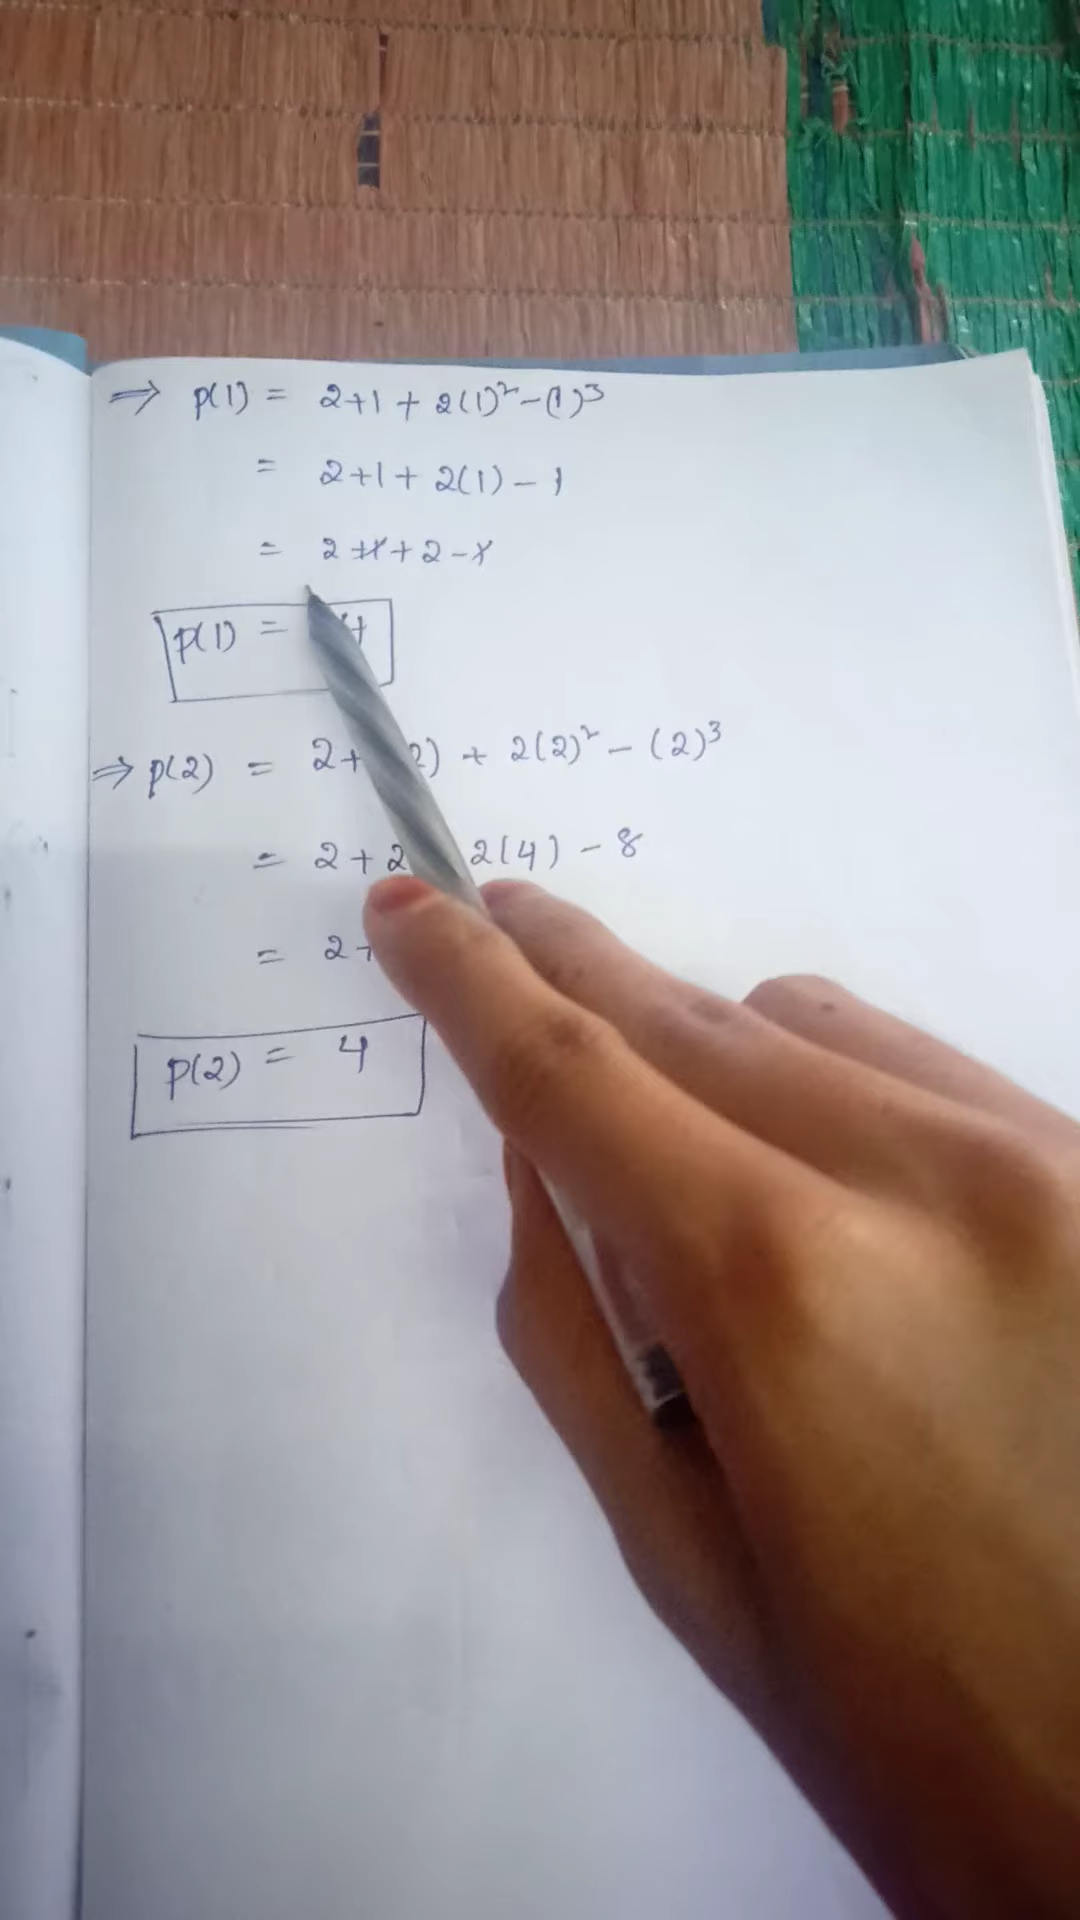 ⇒ p(1) = 2+1 + 2(1)² - (1)³
= 2+1 + 2(1) - 1
= 2 +1 + 2 - 1
p(1) = 4
⇒ p(2) = 2+ 2) + 2(2)² - (2)³
= 2 + 2 2(4) - 8
= 2+
p(2) = 4